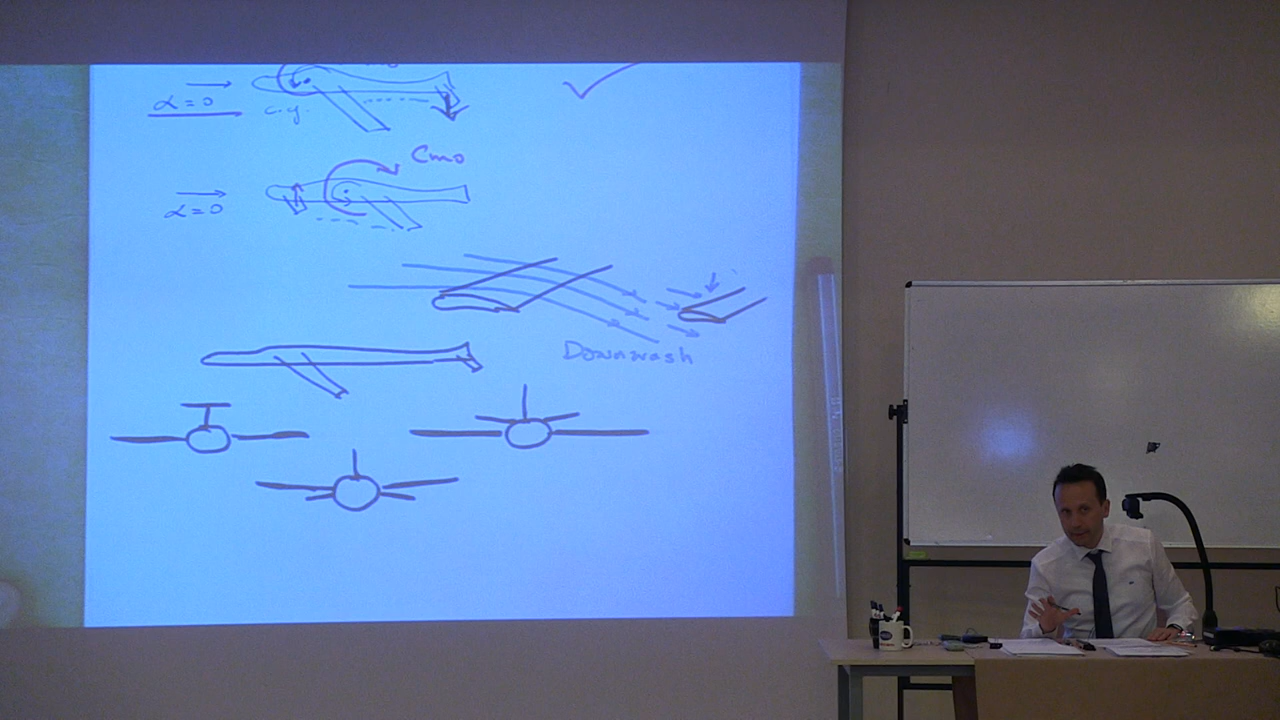 α = 0
c.g.
Cmo
α = 0
Downwash